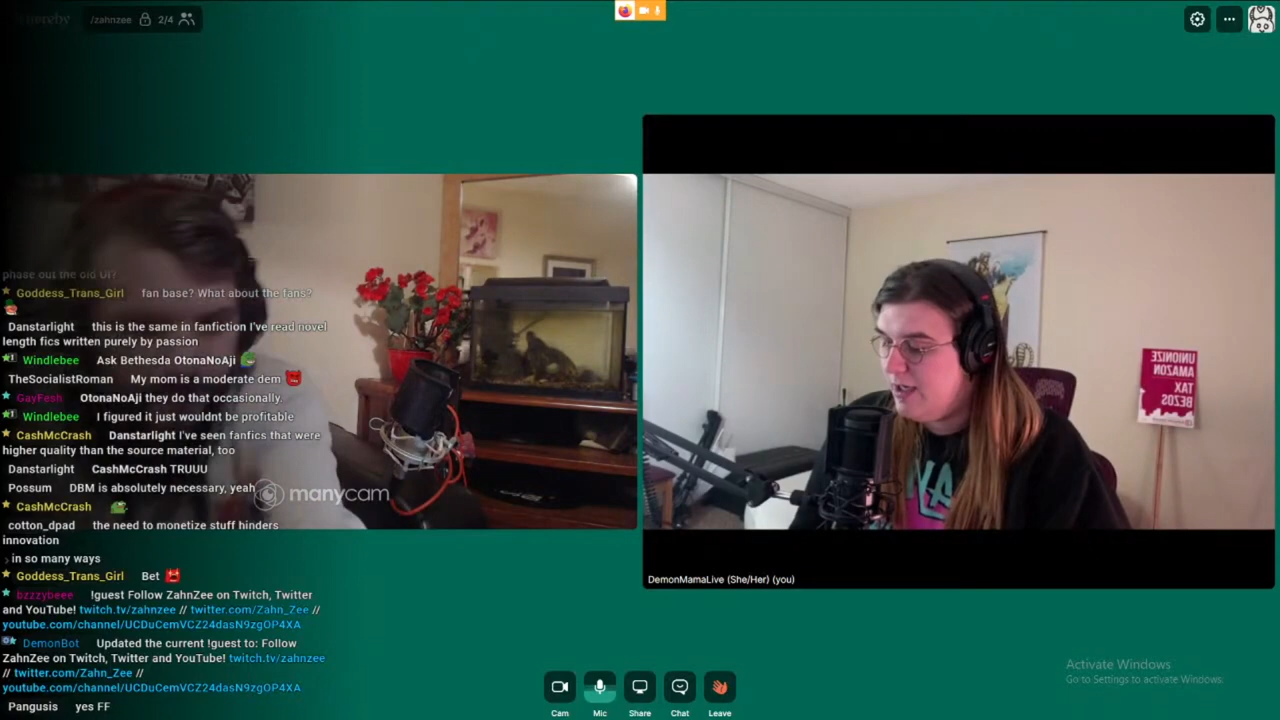 /zahnzee 2/4
phase out the old UI?
Goddess_Trans_Girl fan base? What about the fans?
Danstarlight this is the same in fanfiction I've read novel
length fics written purely by passion
Windlebee Ask Bethesda OtonaNoAji
TheSocialistRoman My mom is a moderate dem
GayFesh OtonaNoAji they do that occasionally.
Windlebee I figured it just wouldnt be profitable
CashMcCrash Danstarlight I've seen fanfics that were
higher quality than the source material, too
Danstarlight CashMcCrash TRUUU
Possum DBM is absolutely necessary, yeah
CashMcCrash
cotton_dpad the need to monetize stuff hinders
innovation
in so many ways
Goddess_Trans_Girl Bet
bzzzybeee !guest Follow ZahnZee on Twitch, Twitter
and YouTube! twitch.tv/zahnzee // twitter.com/Zahn_Zee //
youtube.com/channel/UCDuCemVCZ24dasN9zgOP4XA
DemonBot Updated the current !guest to: Follow
ZahnZee on Twitch, Twitter and YouTube! twitch.tv/zahnzee
// twitter.com/Zahn_Zee //
youtube.com/channel/UCDuCemVCZ24dasN9zgOP4XA
Pangusis yes FF
manycam
UNIONIZE
AMAZON
TAX
BEZOS
DemonMamaLive (She/Her) (you)
Activate Windows
Go to Settings to activate Windows.
Cam Mic Share Chat Leave